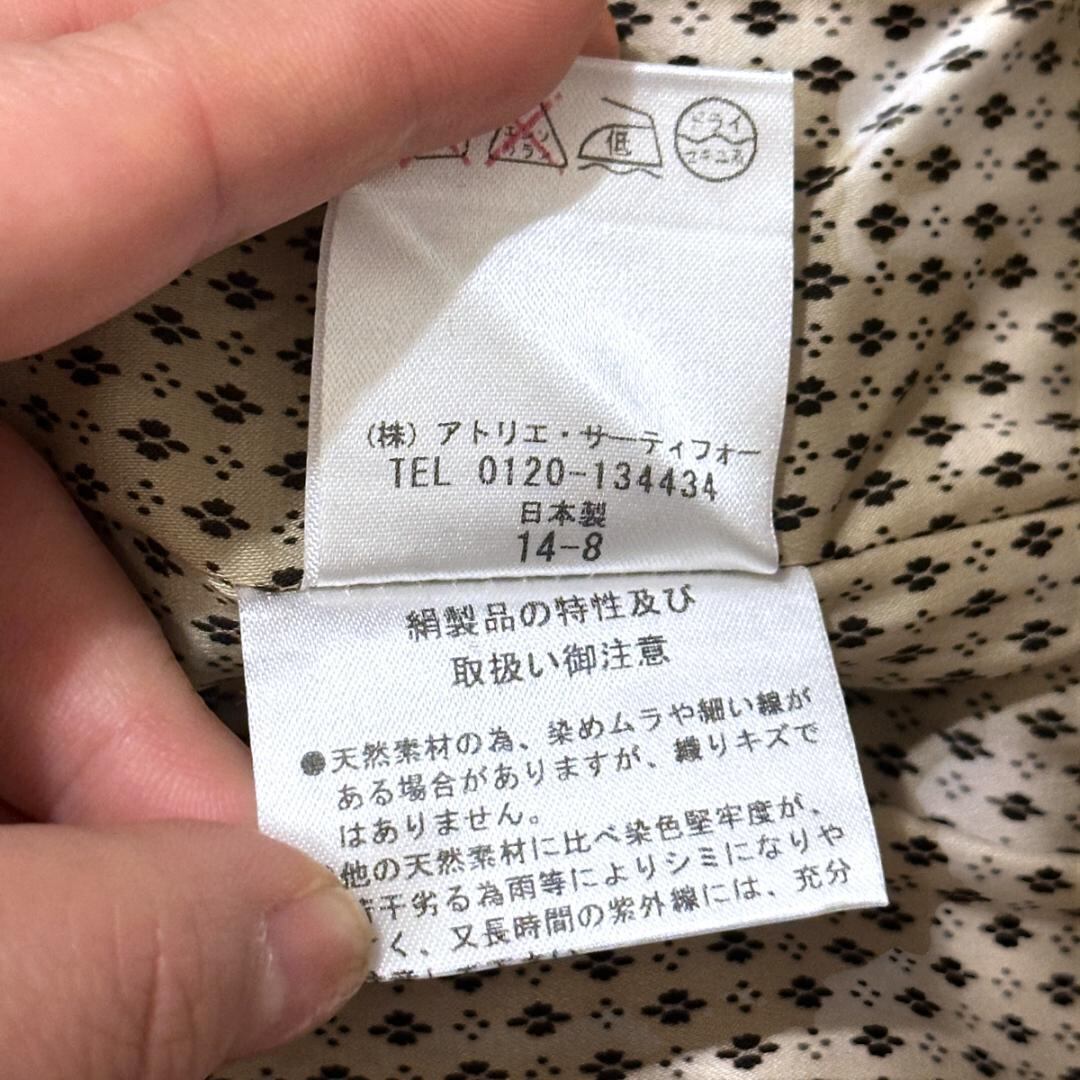 低
ドライ
(株) アトリエ・サーティフォー
TEL 0120-134434
日本製
14-8
絹製品の特性及び
取扱い御注意
●天然素材の為、染めムラや細い線が
ある場合がありますが、織りキズで
はありません。
他の天然素材に比べ染色堅牢度が、
若干劣る為雨等によりシミになりや
く、又長時間の紫外線には、充分